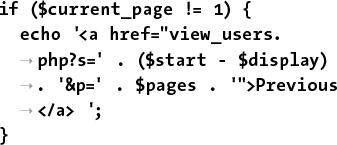 if ($current_page != 1) {
echo '<a href="view_users.
→php?s=' . ($start - $display)
→. '&p=' . $pages . '">Previous
→</a> ';
}